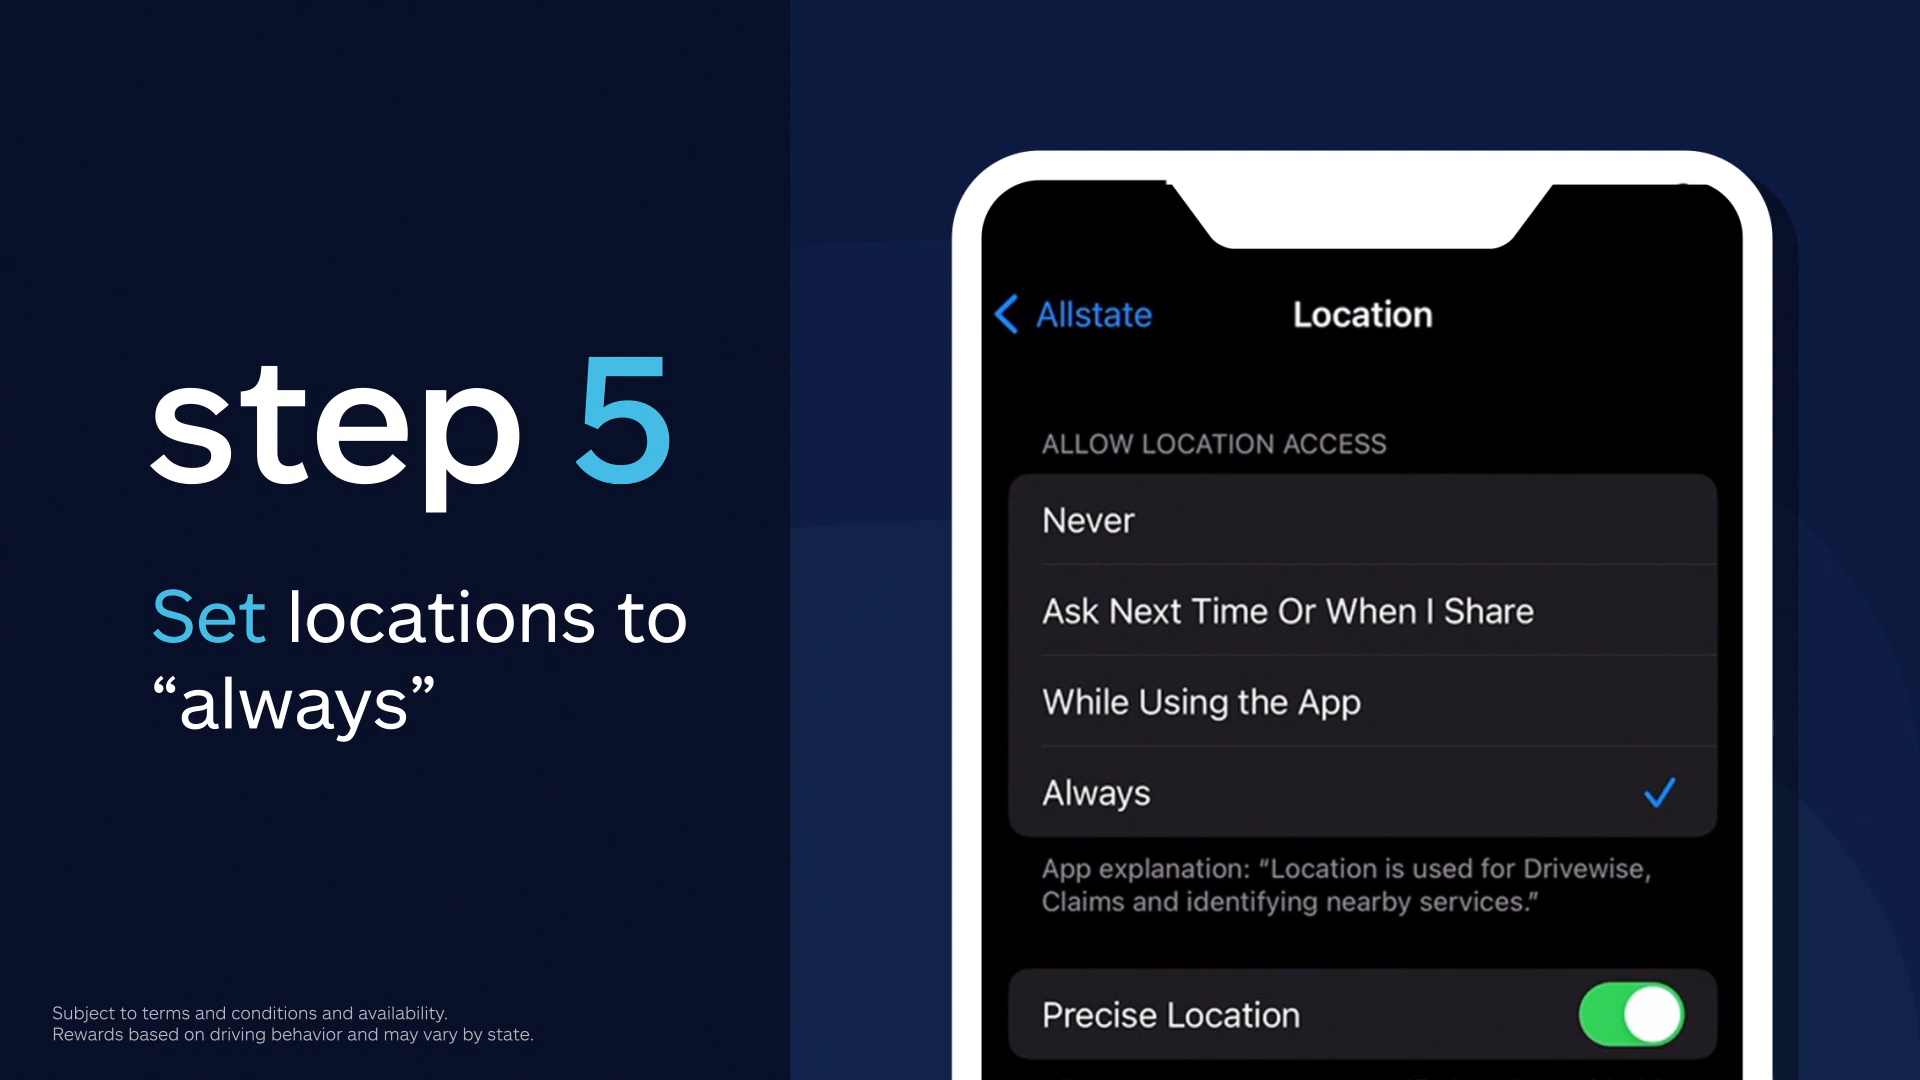 step 5
Set locations to
“always”
Subject to terms and conditions and availability.
Rewards based on driving behavior and may vary by state.
Allstate
Location
ALLOW LOCATION ACCESS
Never
Ask Next Time Or When I Share
While Using the App
Always
App explanation: “Location is used for Drivewise,
Claims and identifying nearby services.”
Precise Location